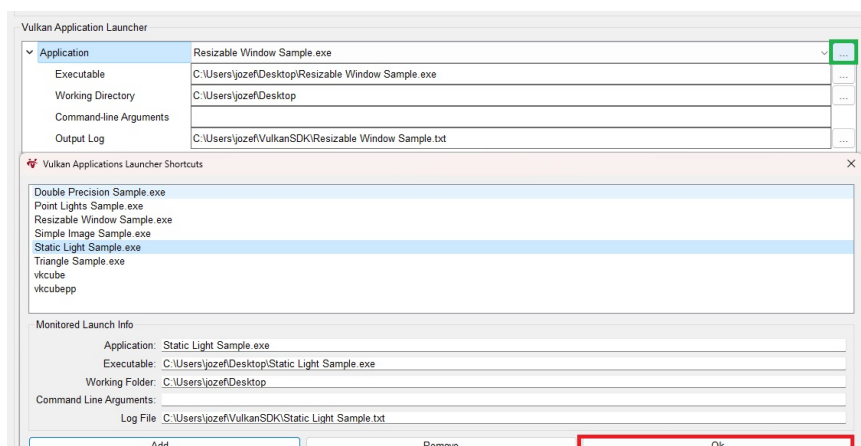 Vulkan Application Launcher
Application Resizable Window Sample.exe ...
Executable C:\Users\jozef\Desktop\Resizable Window Sample.exe ...
Working Directory C:\Users\jozef\Desktop ...
Command-line Arguments
Output Log C:\Users\jozef\VulkanSDK\Resizable Window Sample.txt ...
Vulkan Applications Launcher Shortcuts
Double Precision Sample.exe
Point Lights Sample.exe
Resizable Window Sample.exe
Simple Image Sample.exe
Static Light Sample.exe
Triangle Sample.exe
vkcube
vkcubepp
Monitored Launch Info
Application: Static Light Sample.exe
Executable: C:\Users\jozef\Desktop\Static Light Sample.exe
Working Folder: C:\Users\jozef\Desktop
Command Line Arguments:
Log File C:\Users\jozef\VulkanSDK\Static Light Sample.txt
Add Remove Ok